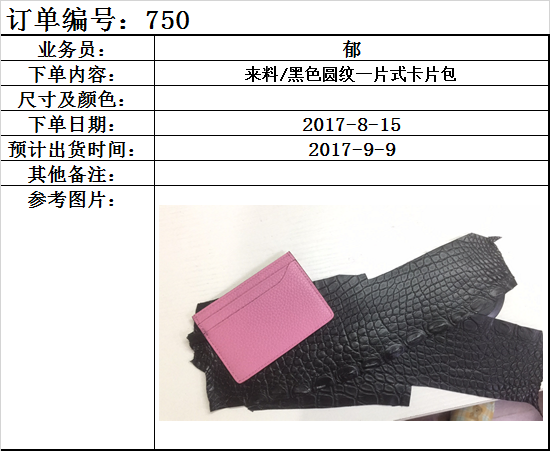 订单编号：750
业务员： 郁
下单内容： 来料/黑色圆纹一片式卡片包
尺寸及颜色：
下单日期： 2017-8-15
预计出货时间： 2017-9-9
其他备注：
参考图片：